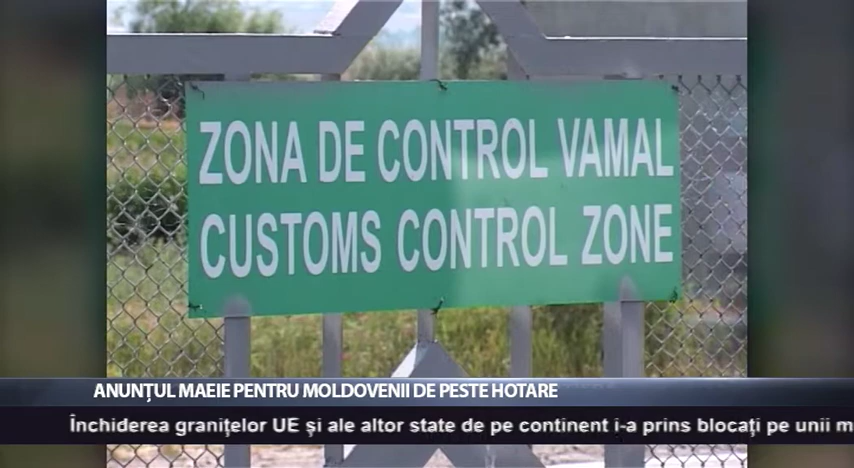 ZONA DE CONTROL VAMAL
CUSTOMS CONTROL ZONE
ANUNȚUL MAEIE PENTRU MOLDOVENII DE PESTE HOTARE
Închiderea granițelor UE și ale altor state de pe continent i-a prins blocați pe unii m